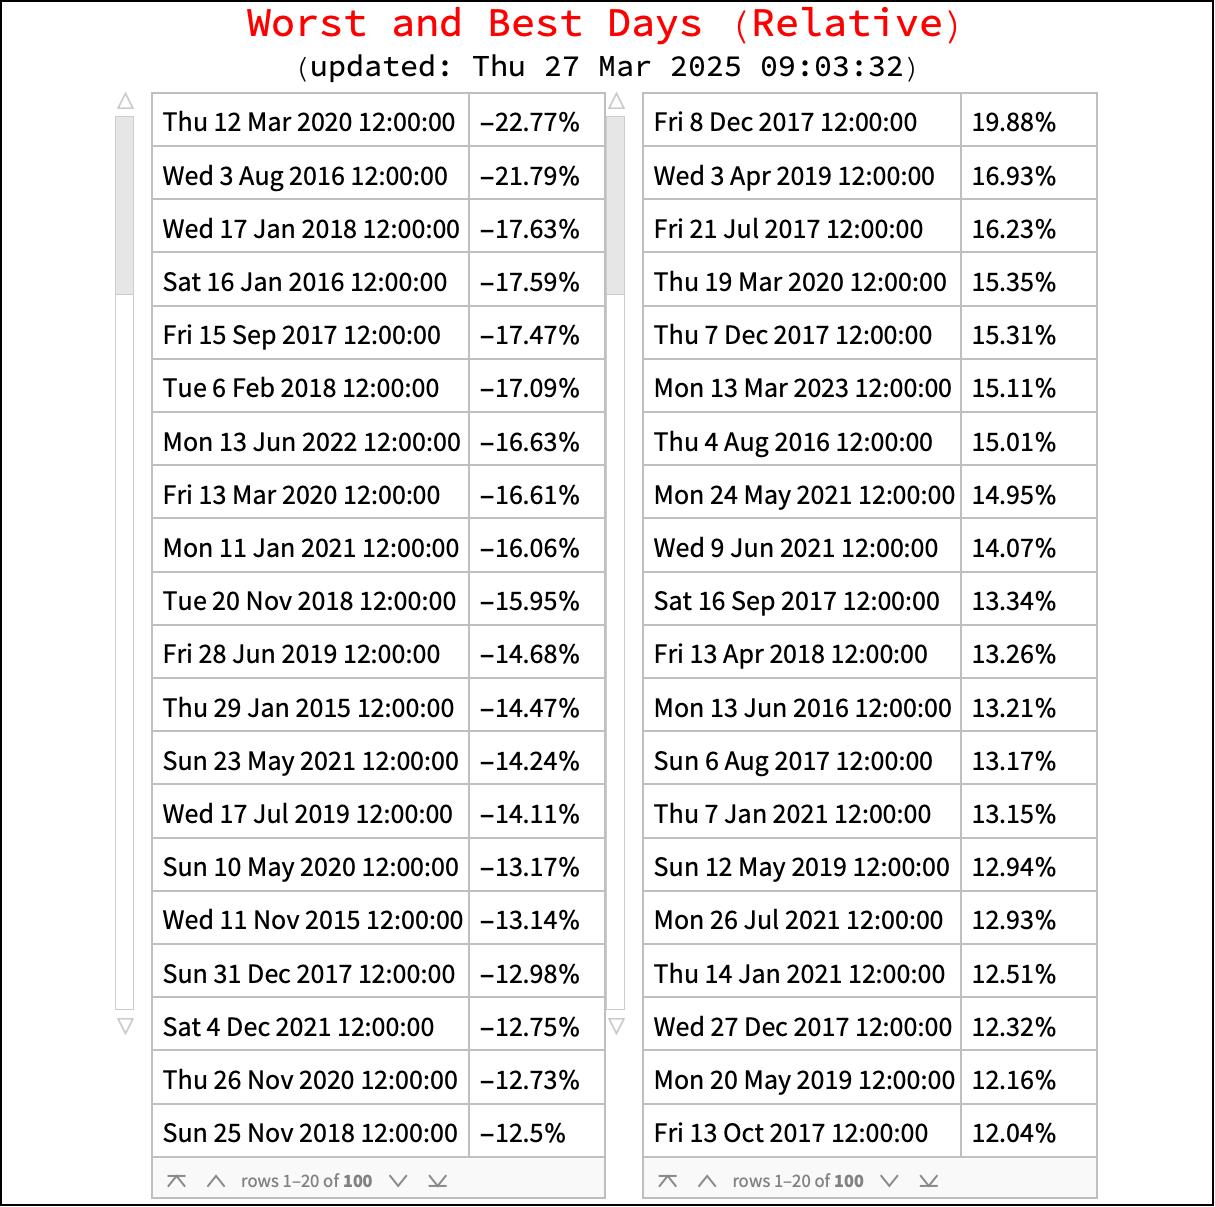 Worst and Best Days (Relative)
(updated: Thu 27 Mar 2025 09:03:32)
Thu 12 Mar 2020 12:00:00 −22.77%
Wed 3 Aug 2016 12:00:00 −21.79%
Wed 17 Jan 2018 12:00:00 −17.63%
Sat 16 Jan 2016 12:00:00 −17.59%
Fri 15 Sep 2017 12:00:00 −17.47%
Tue 6 Feb 2018 12:00:00 −17.09%
Mon 13 Jun 2022 12:00:00 −16.63%
Fri 13 Mar 2020 12:00:00 −16.61%
Mon 11 Jan 2021 12:00:00 −16.06%
Tue 20 Nov 2018 12:00:00 −15.95%
Fri 28 Jun 2019 12:00:00 −14.68%
Thu 29 Jan 2015 12:00:00 −14.47%
Sun 23 May 2021 12:00:00 −14.24%
Wed 17 Jul 2019 12:00:00 −14.11%
Sun 10 May 2020 12:00:00 −13.17%
Wed 11 Nov 2015 12:00:00 −13.14%
Sun 31 Dec 2017 12:00:00 −12.98%
Sat 4 Dec 2021 12:00:00 −12.75%
Thu 26 Nov 2020 12:00:00 −12.73%
Sun 25 Nov 2018 12:00:00 −12.5%
rows 1–20 of 100
Fri 8 Dec 2017 12:00:00 19.88%
Wed 3 Apr 2019 12:00:00 16.93%
Fri 21 Jul 2017 12:00:00 16.23%
Thu 19 Mar 2020 12:00:00 15.35%
Thu 7 Dec 2017 12:00:00 15.31%
Mon 13 Mar 2023 12:00:00 15.11%
Thu 4 Aug 2016 12:00:00 15.01%
Mon 24 May 2021 12:00:00 14.95%
Wed 9 Jun 2021 12:00:00 14.07%
Sat 16 Sep 2017 12:00:00 13.34%
Fri 13 Apr 2018 12:00:00 13.26%
Mon 13 Jun 2016 12:00:00 13.21%
Sun 6 Aug 2017 12:00:00 13.17%
Thu 7 Jan 2021 12:00:00 13.15%
Sun 12 May 2019 12:00:00 12.94%
Mon 26 Jul 2021 12:00:00 12.93%
Thu 14 Jan 2021 12:00:00 12.51%
Wed 27 Dec 2017 12:00:00 12.32%
Mon 20 May 2019 12:00:00 12.16%
Fri 13 Oct 2017 12:00:00 12.04%
rows 1–20 of 100